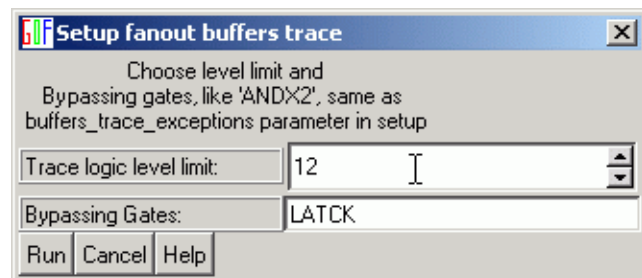 GOF Setup fanout buffers trace
Choose level limit and
Bypassing gates, like 'ANDX2', same as
buffers_trace_exceptions parameter in setup
Trace logic level limit: 12
Bypassing Gates: LATCK
Run Cancel Help